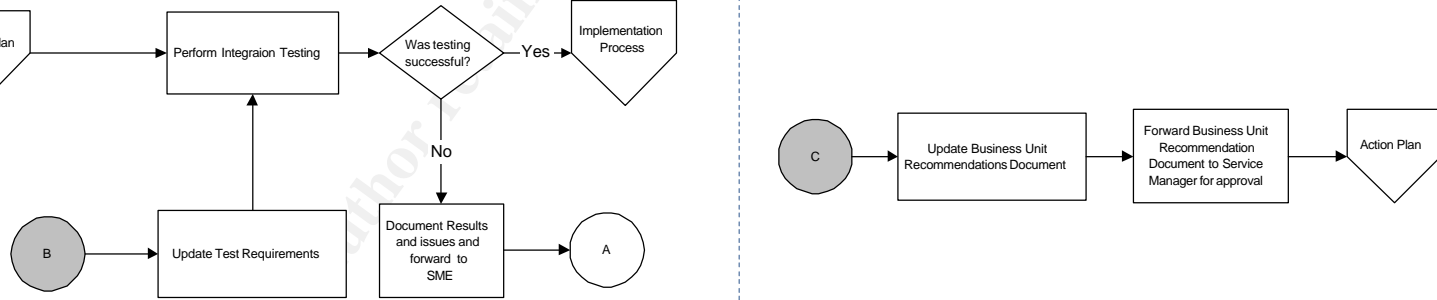 Perform Integraion Testing
Was testing
successful?
Yes
Implementation
Process
No
B
Update Test Requirements
Document Results
and issues and
forward to
SME
A
C
Update Business Unit
Recommendations Document
Forward Business Unit
Recommendation
Document to Service
Manager for approval
Action Plan